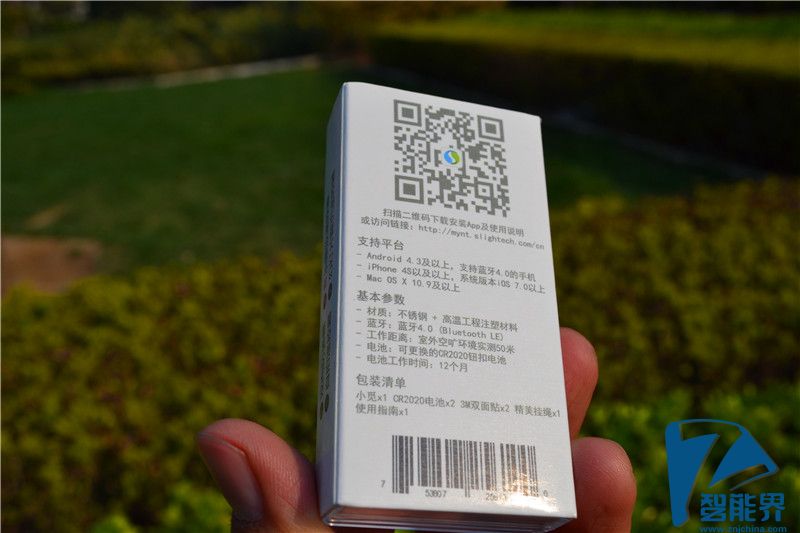 扫描二维码下载安装App及使用说明
或访问链接: http://mynt.slightech.com/cn
支持平台
- Android 4.3及以上, 支持蓝牙4.0的手机
- iPhone 4S以及以上, 系统版本iOS 7.0以上
- Mac OS X 10.9及以上
基本参数
- 材质: 不锈钢 + 高温工程注塑材料
- 蓝牙: 蓝牙4.0 (Bluetooth LE)
- 工作距离: 室外空旷环境实测50米
- 电池: 可更换的CR2020钮扣电池
- 电池工作时间: 12个月
包装清单
小觅x1 CR2020电池x2 3M双面贴x2 精美挂绳x1
使用指南x1
7 53807
智能界
www.cnichina.com